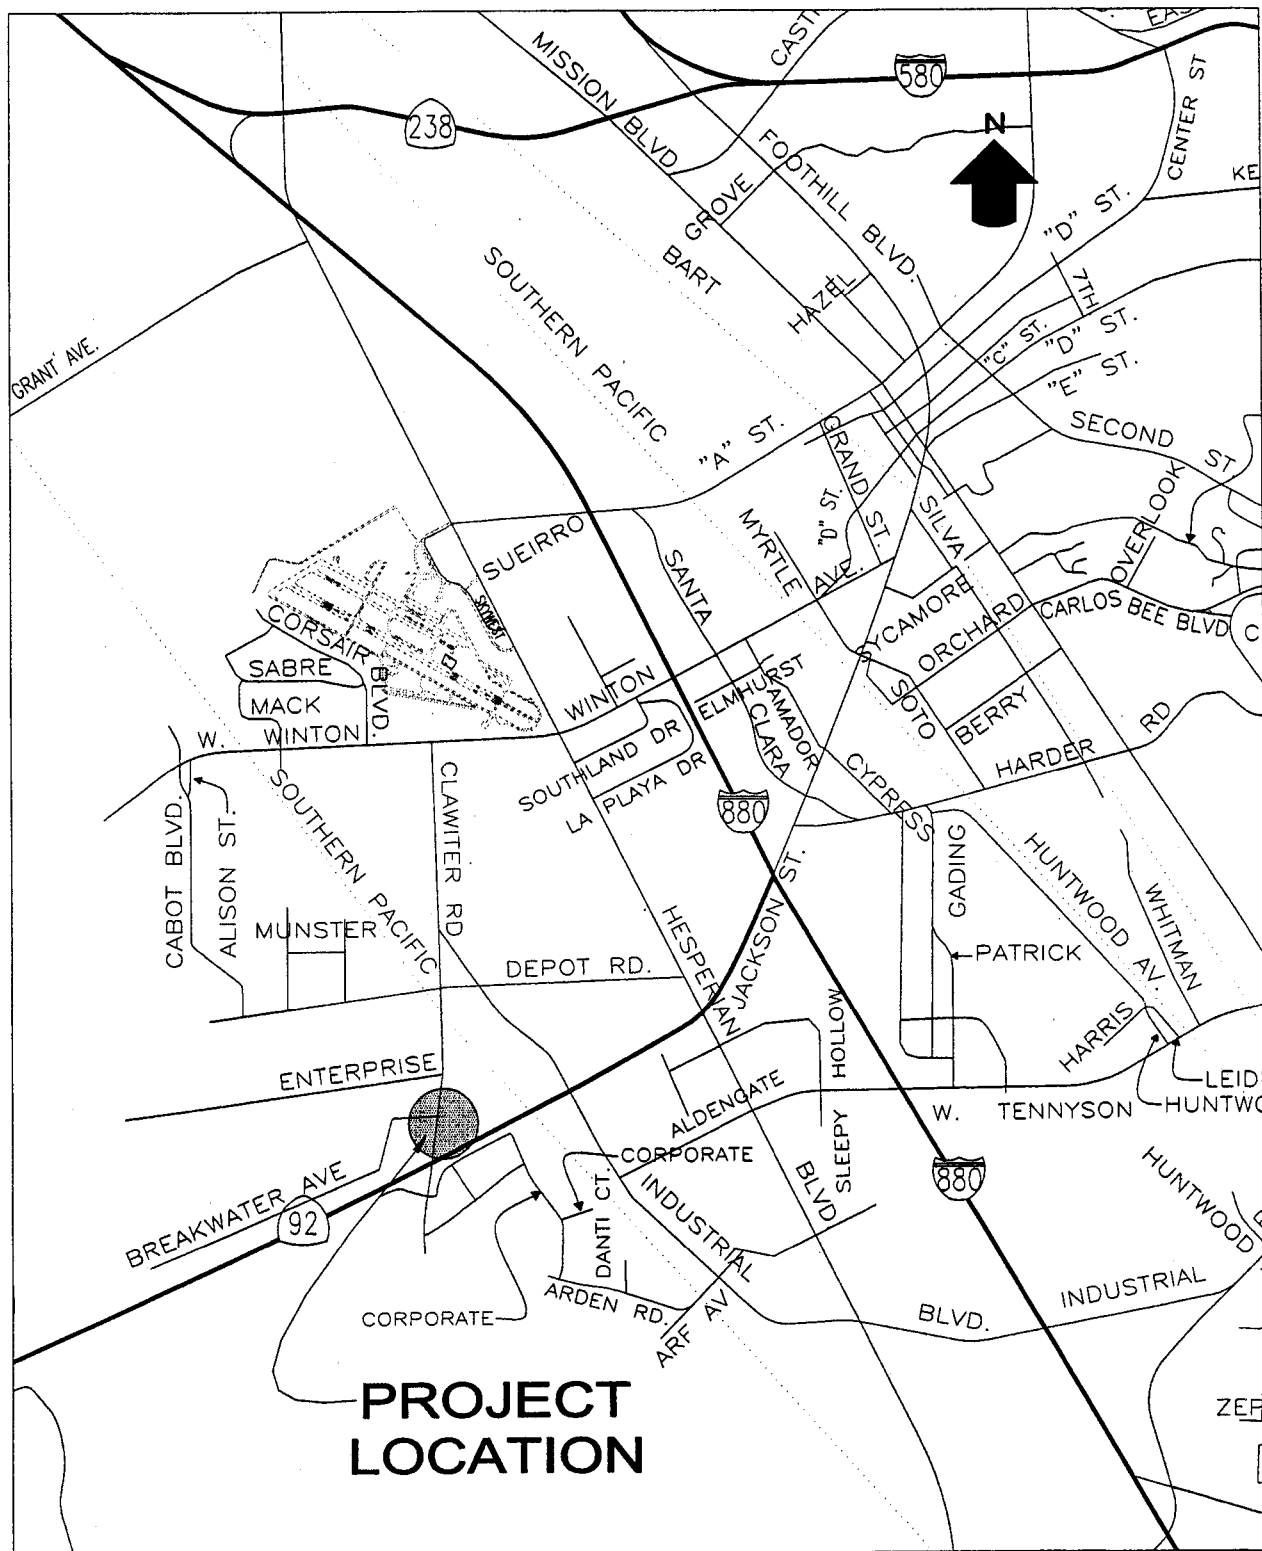 EAS
CAST
MISSION BLVD
580
238
N
CENTER ST
KE
FOOTHILL BLVD.
GROVE
BART
"D" ST.
7TH
SOUTHERN PACIFIC
HAZEL
"C" ST.
"D" ST.
"E" ST.
GRANT AVE.
"A" ST.
GRAND ST.
SECOND ST
OVERLOOK
"D" ST.
MYRTLE
SILVA
SUEIRRO
SANTA CLARA
AVE.
SKYWEST
SYCAMORE
ORCHARD
CARLOS BEE BLVD
C
CORSAIR BLVD.
SABRE
MACK
W. WINTON
WINTON
ELMHURST
AMADOR
SOTO
BERRY
HARDER RD
SOUTHLAND DR
LA PLAYA DR
CYPRESS
880
SOUTHERN PACIFIC
CLAWITER RD
CABOT BLVD.
ALISON ST.
MUNSTER
DEPOT RD.
HESPERIAN
JACKSON ST.
GADING
HUNTWOOD AV.
WHITMAN
PATRICK
HARRIS
ENTERPRISE
SLEEPY HOLLOW
ALDENGATE
W. TENNYSON
LEID
HUNTWO
CORPORATE
880
HUNTWOOD
BREAKWATER AVE
92
DANTI CT.
INDUSTRIAL
BLVD
ARDEN RD.
ARF AV
CORPORATE
BLVD.
INDUSTRIAL
PROJECT
LOCATION
ZEP